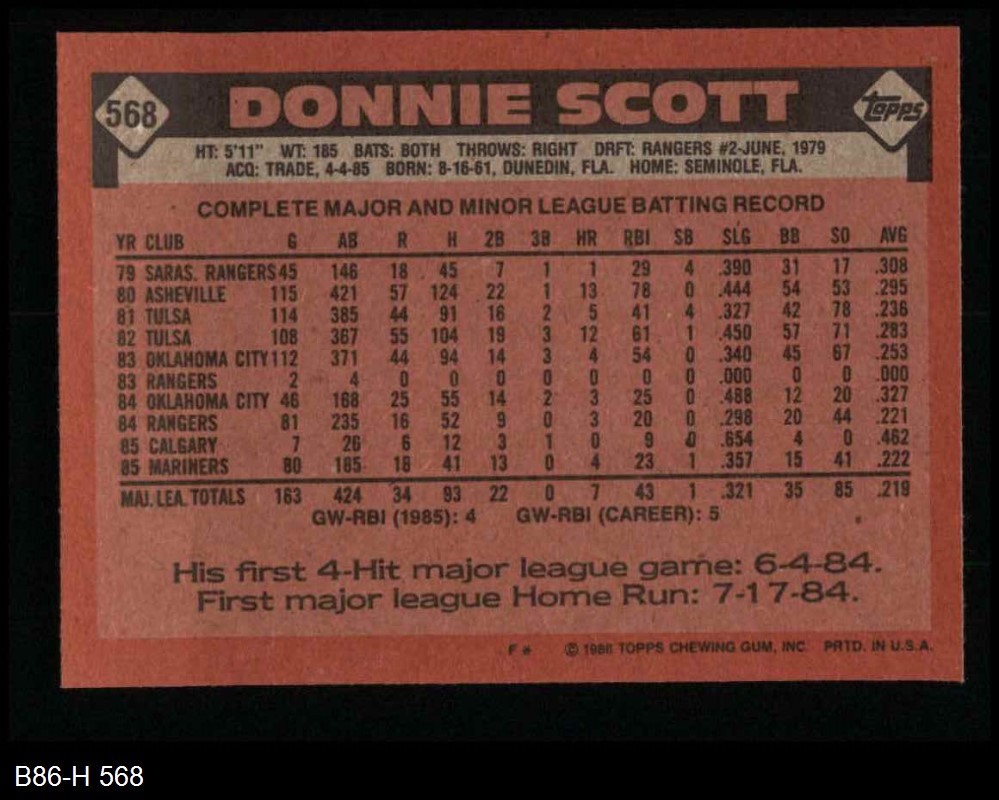 568 DONNIE SCOTT Topps
HT: 5'11" WT: 185 BATS: BOTH THROWS: RIGHT DRFT: RANGERS #2-JUNE, 1979
ACQ: TRADE, 4-4-85 BORN: 8-16-61, DUNEDIN, FLA. HOME: SEMINOLE, FLA.
COMPLETE MAJOR AND MINOR LEAGUE BATTING RECORD
YR CLUB G AB R H 2B 3B HR RBI SB SLG BB SO AVG
79 SARAS. RANGERS 45 146 18 45 7 1 1 29 4 .390 31 17 .308
80 ASHEVILLE 115 421 57 124 22 1 13 78 0 .444 54 53 .295
81 TULSA 114 385 44 91 16 2 5 41 4 .327 42 78 .236
82 TULSA 108 367 55 104 19 3 12 61 1 .450 57 71 .283
83 OKLAHOMA CITY 112 371 44 94 14 3 4 54 0 .340 45 67 .253
83 RANGERS 2 4 0 0 0 0 0 0 0 .000 0 0 .000
84 OKLAHOMA CITY 46 168 25 55 14 2 3 25 0 .488 12 20 .327
84 RANGERS 81 235 16 52 9 0 3 20 0 .298 20 44 .221
85 CALGARY 7 26 6 12 3 1 0 9 0 .654 4 0 .462
85 MARINERS 80 185 18 41 13 0 4 23 1 .357 15 41 .222
MAJ. LEA. TOTALS 163 424 34 93 22 0 7 43 1 .321 35 85 .219
GW-RBI (1985): 4 GW-RBI (CAREER): 5
His first 4-Hit major league game: 6-4-84.
First major league Home Run: 7-17-84.
F * © 1986 TOPPS CHEWING GUM, INC. PRTD. IN U.S.A.
B86-H 568